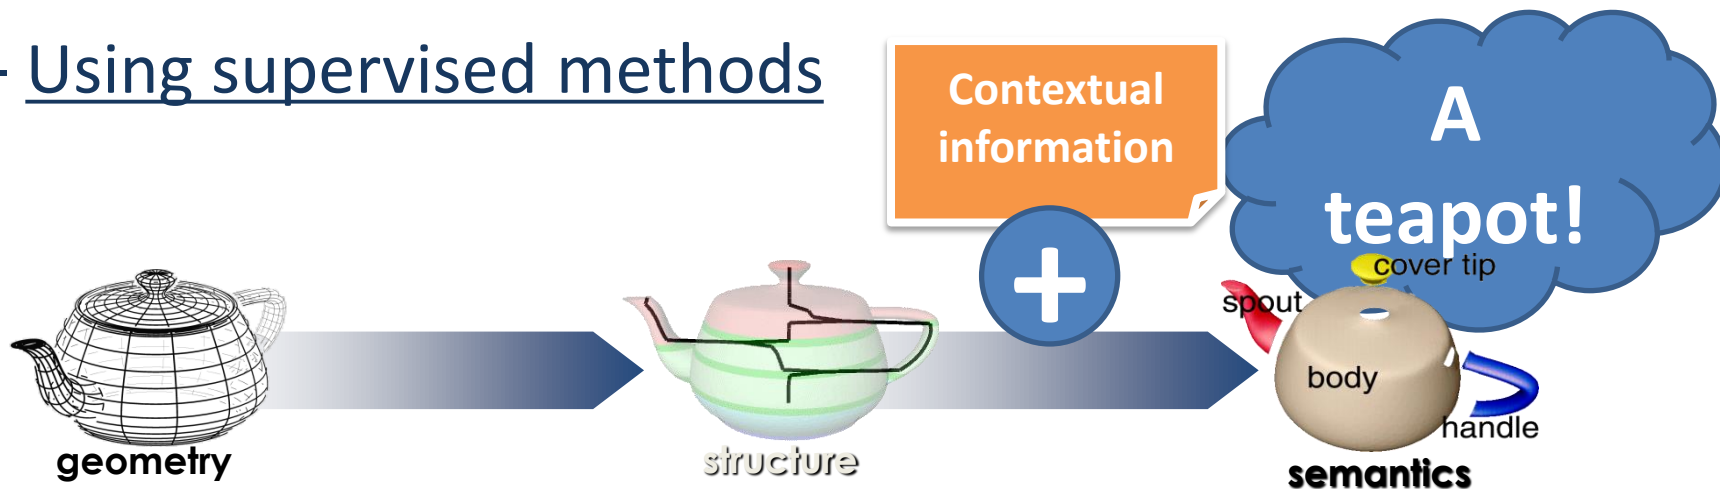 - Using supervised methods
Contextual
information
+
A
teapot!
cover tip
spout
body
handle
geometry
structure
semantics